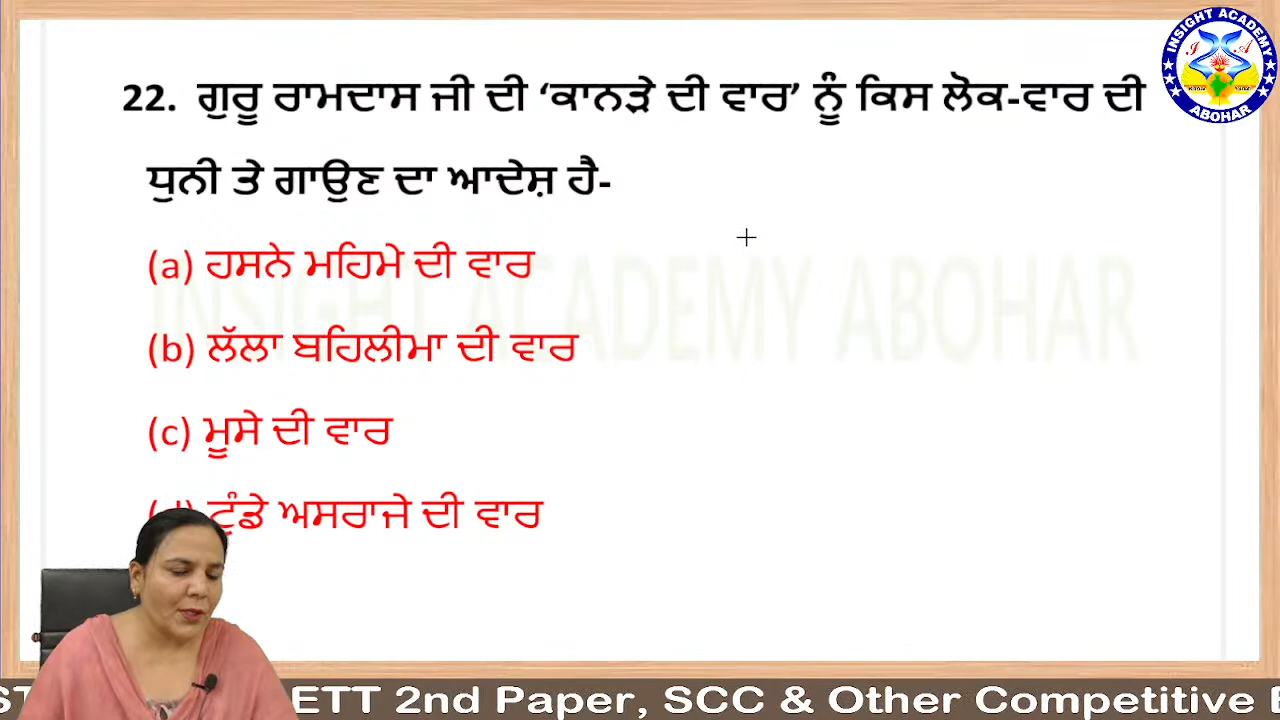 INSIGHT ACADEMY
I A
ABOHAR
22. ਗੁਰੂ ਰਾਮਦਾਸ ਜੀ ਦੀ ‘ਕਾਨੜੇ ਦੀ ਵਾਰ’ ਨੂੰ ਕਿਸ ਲੋਕ-ਵਾਰ ਦੀ
ਧੁਨੀ ਤੇ ਗਾਉਣ ਦਾ ਆਦੇਸ਼ ਹੈ-
(a) ਹਸਨੇ ਮਹਿਮੇ ਦੀ ਵਾਰ
INSIGHT ACADEMY ABOHAR
(b) ਲੱਲਾ ਬਹਿਲੀਮਾ ਦੀ ਵਾਰ
(c) ਮੂਸੇ ਦੀ ਵਾਰ
ਟੁੰਡੇ ਅਸਰਾਜੇ ਦੀ ਵਾਰ
ETT 2nd Paper, SCC & Other Competitive